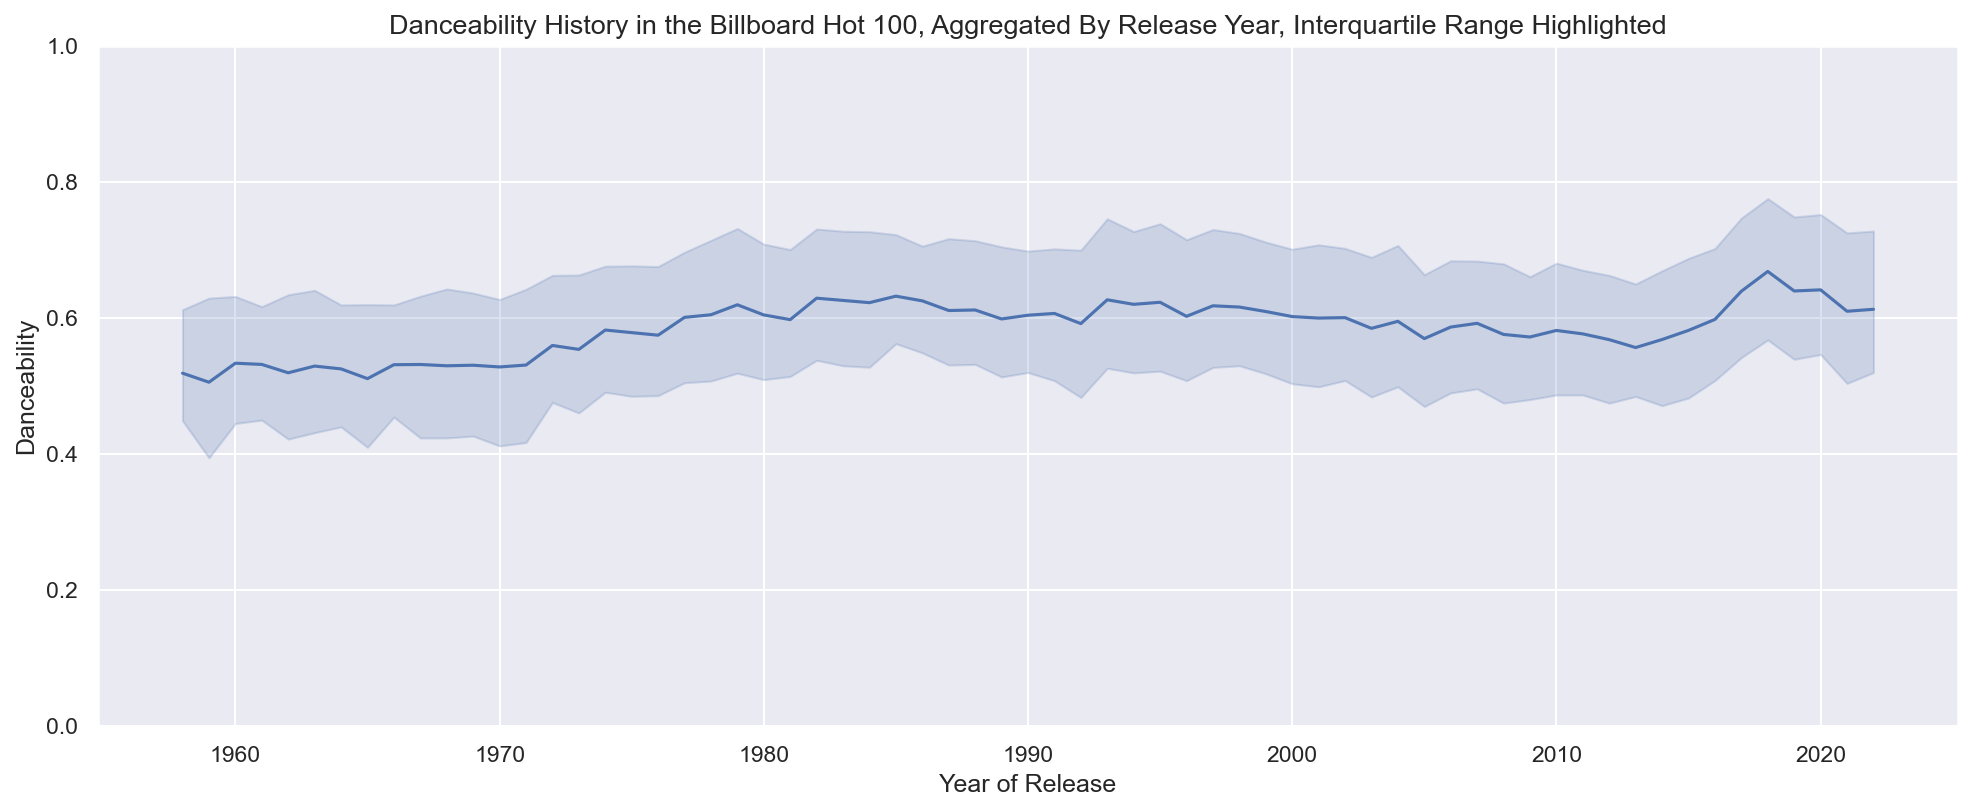 Danceability History in the Billboard Hot 100, Aggregated By Release Year, Interquartile Range Highlighted
1.0
0.8
0.6
0.4
0.2
0.0
Danceability
1960 1970 1980 1990 2000 2010 2020
Year of Release